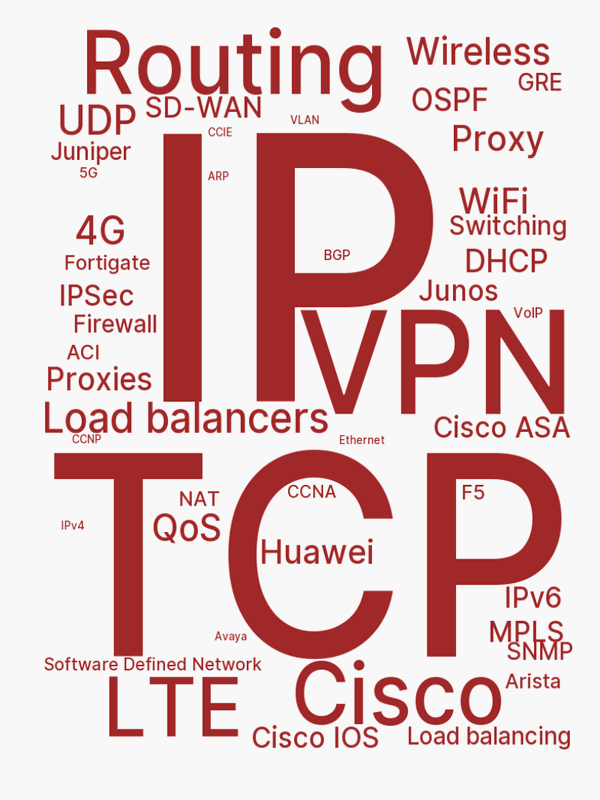 Routing
Wireless
GRE
OSPF
SD-WAN
UDP
VLAN
CCIE
Proxy
Juniper
5G
IP
ARP
WiFi
Switching
4G
BGP
DHCP
Fortigate
Junos
IPSec
VoIP
Firewall
VPN
ACI
Proxies
Load balancers
Cisco ASA
CCNP
Ethernet
TCP
NAT
CCNA
F5
IPv4
QoS
Huawei
IPv6
MPLS
Avaya
SNMP
Software Defined Network
Cisco
Arista
LTE
Cisco IOS
Load balancing